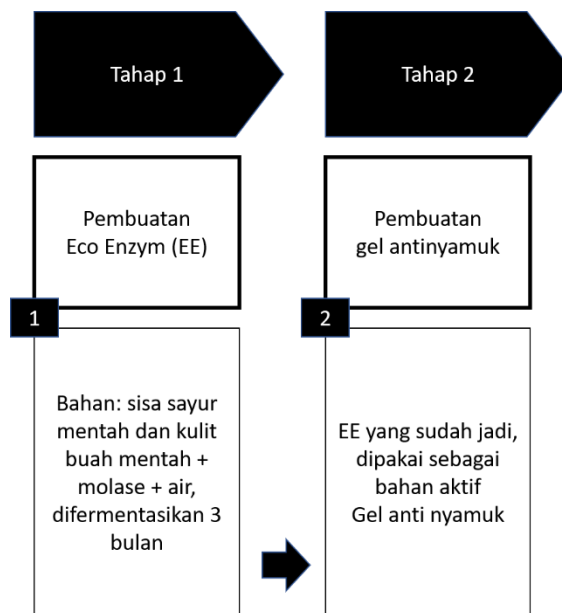 Tahap 1
Tahap 2
Pembuatan
Eco Enzym (EE)
Pembuatan
gel antinyamuk
1
2
Bahan: sisa sayur
mentah dan kulit
buah mentah +
molase + air,
difermentasikan 3
bulan
EE yang sudah jadi,
dipakai sebagai
bahan aktif
Gel anti nyamuk